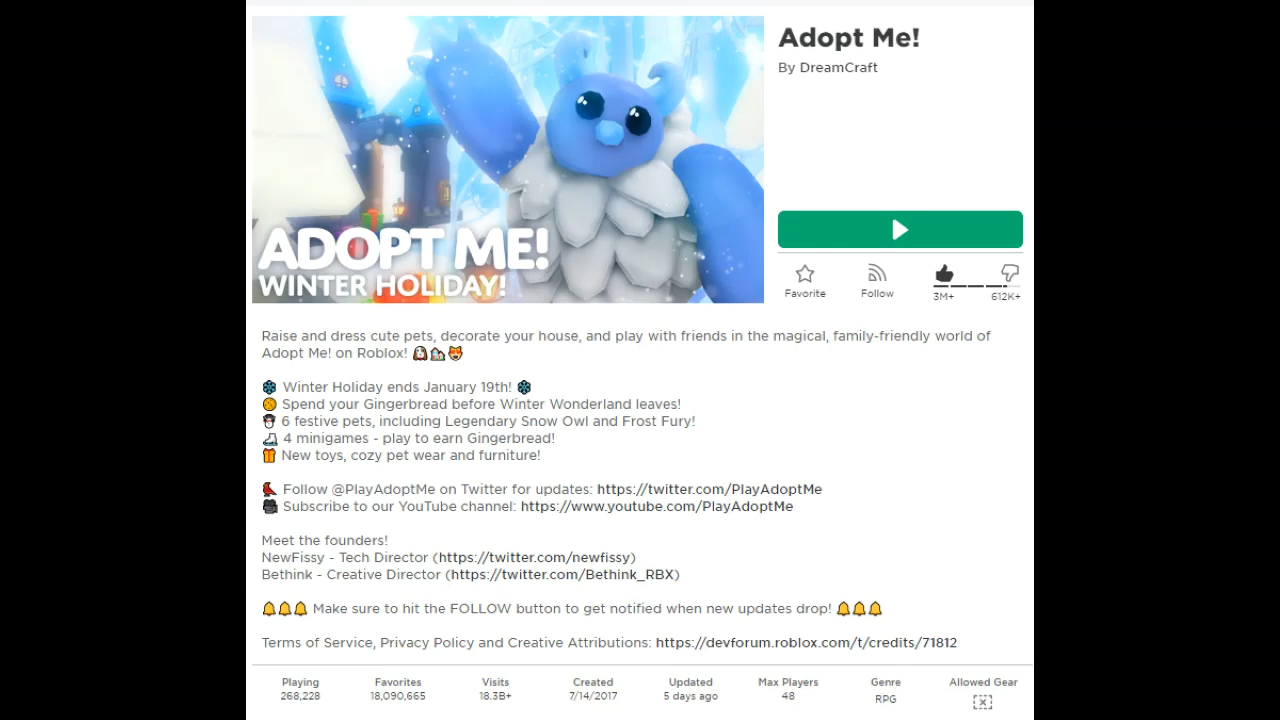 Adopt Me!
By DreamCraft
ADOPT ME!
WINTER HOLIDAY!
Favorite
Follow
3M+
612K+
Raise and dress cute pets, decorate your house, and play with friends in the magical, family-friendly world of
Adopt Me! on Roblox! 🐶🏡😻
❄️ Winter Holiday ends January 19th! ❄️
🍪 Spend your Gingerbread before Winter Wonderland leaves!
⛄ 6 festive pets, including Legendary Snow Owl and Frost Fury!
⛸️ 4 minigames - play to earn Gingerbread!
🎁 New toys, cozy pet wear and furniture!
🐦 Follow @PlayAdoptMe on Twitter for updates: https://twitter.com/PlayAdoptMe
🎥 Subscribe to our YouTube channel: https://www.youtube.com/PlayAdoptMe
Meet the founders!
NewFissy - Tech Director (https://twitter.com/newfissy)
Bethink - Creative Director (https://twitter.com/Bethink_RBX)
🔔🔔🔔 Make sure to hit the FOLLOW button to get notified when new updates drop! 🔔🔔🔔
Terms of Service, Privacy Policy and Creative Attributions: https://devforum.roblox.com/t/credits/71812
Playing Favorites Visits Created Updated Max Players Genre Allowed Gear
268,228 18,090,665 18.3B+ 7/14/2017 5 days ago 48 RPG